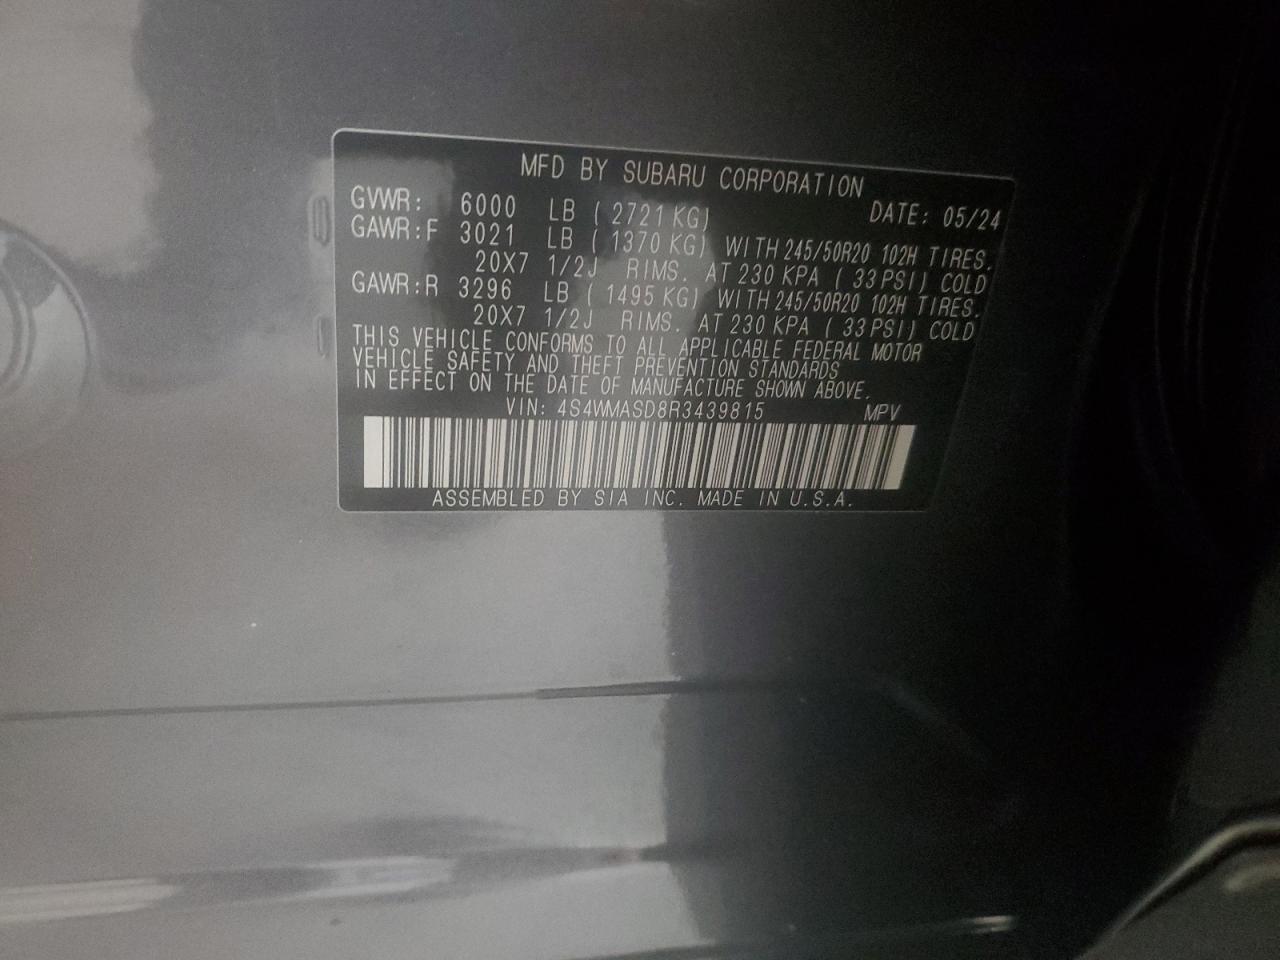 MFD BY SUBARU CORPORATION
GVWR: 6000 LB ( 2721 KG) DATE: 05/24
GAWR:F 3021 LB ( 1370 KG) WITH 245/50R20 102H TIRES.
20X7 1/2J RIMS. AT 230 KPA ( 33 PSI) COLD
GAWR:R 3296 LB ( 1495 KG) WITH 245/50R20 102H TIRES.
20X7 1/2J RIMS. AT 230 KPA ( 33 PSI) COLD
THIS VEHICLE CONFORMS TO ALL APPLICABLE FEDERAL MOTOR
VEHICLE SAFETY AND THEFT PREVENTION STANDARDS
IN EFFECT ON THE DATE OF MANUFACTURE SHOWN ABOVE.
VIN: 4S4WMASD8R3439815 MPV
ASSEMBLED BY SIA INC. MADE IN U.S.A.